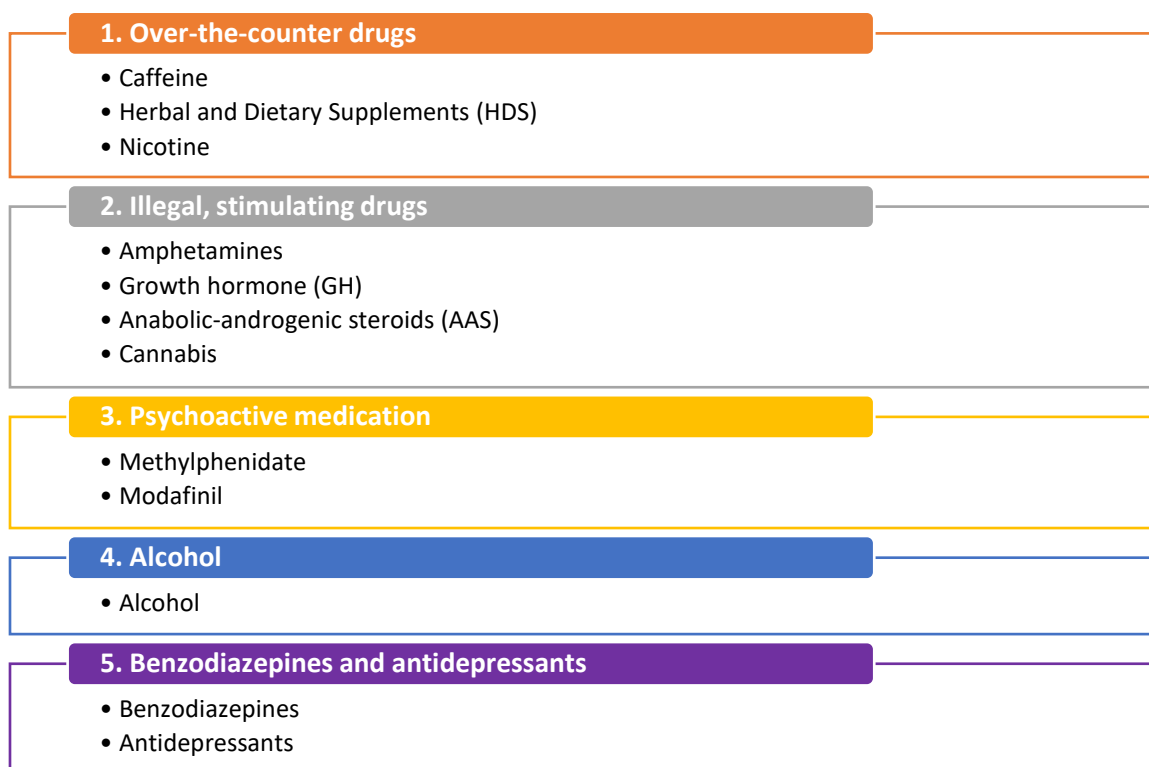 1. Over-the-counter drugs
• Caffeine
• Herbal and Dietary Supplements (HDS)
• Nicotine
2. Illegal, stimulating drugs
• Amphetamines
• Growth hormone (GH)
• Anabolic-androgenic steroids (AAS)
• Cannabis
3. Psychoactive medication
• Methylphenidate
• Modafinil
4. Alcohol
• Alcohol
5. Benzodiazepines and antidepressants
• Benzodiazepines
• Antidepressants